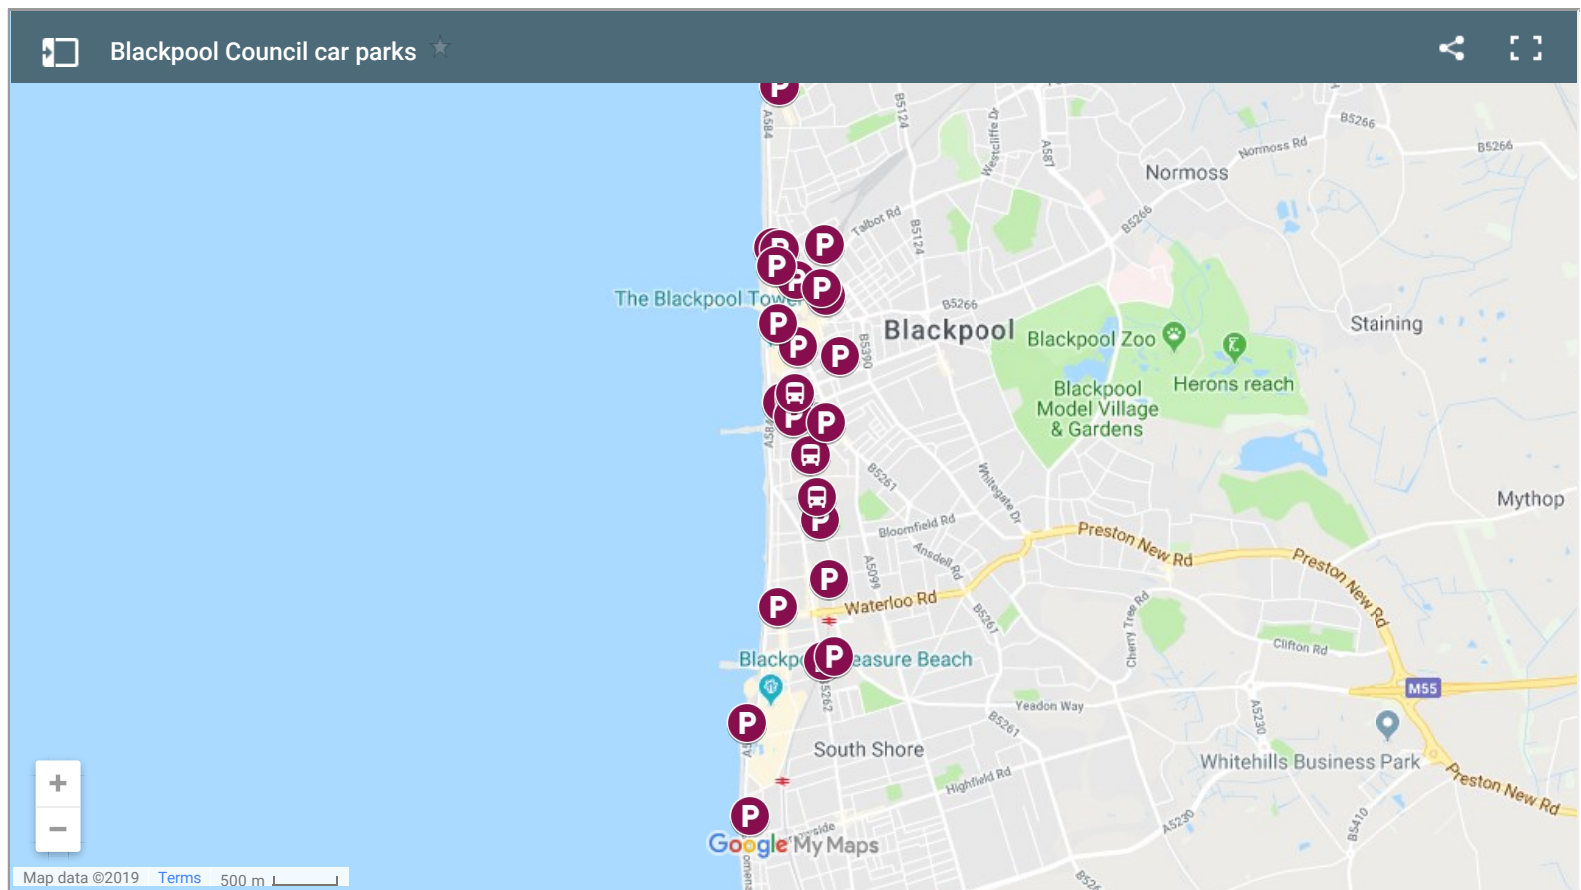 Blackpool Council car parks
P
A584
B5124
Westcliffe Dr
A587
B5266
Normoss Rd
B5266
Normoss
Talbot Rd
B5124
B5266
P
P
P
P
P
The Blackpool Tower
B5266
Staining
P
Blackpool
Blackpool Zoo
P
P
B5390
Blackpool
Model Village
& Gardens
Herons reach
P
P
A584
B5261
Whitegate Dr
Mythop
P
Bloomfield Rd
Preston New Rd
Preston New Rd
Ansdell Rd
A5099
P
P
Waterloo Rd
B5261
Cherry Tree Rd
Clifton Rd
P
Blackpool Pleasure Beach
M55
B5262
Yeadon Way
B5261
A5230
P
South Shore
Whitehills Business Park
Highfield Rd
Preston New Rd
P
A5230
B5410
Google My Maps
Map data ©2019 Terms 500 m